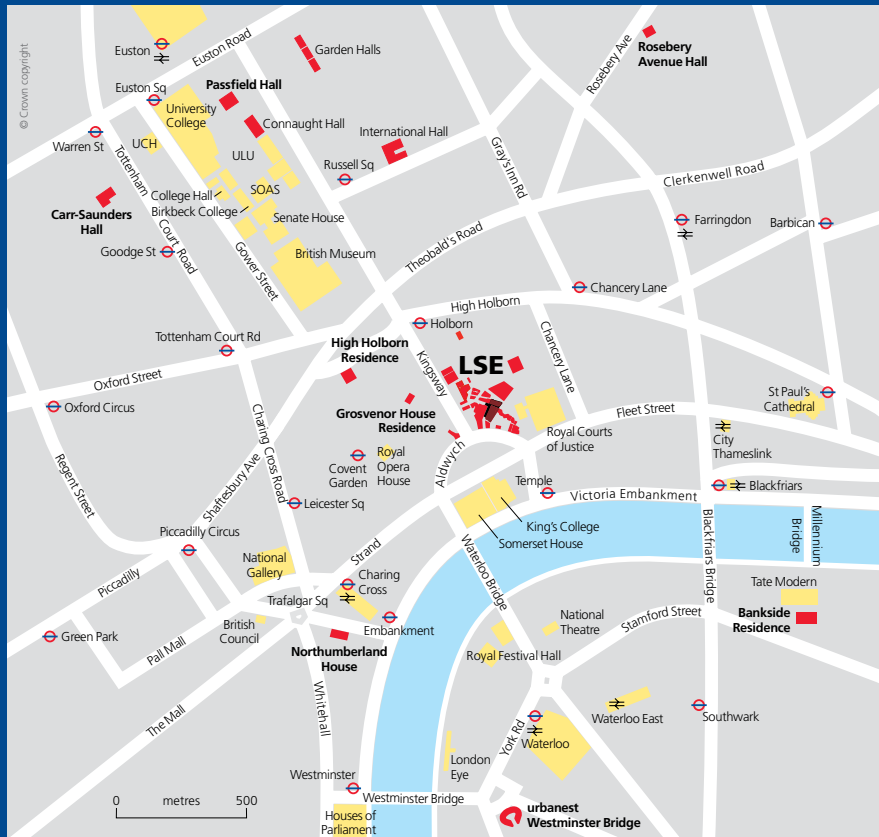 © Crown copyright
Euston
Euston Road
Garden Halls
Rosebery Ave
Rosebery
Avenue Hall
Euston Sq
Passfield Hall
University
College
Connaught Hall
Warren St
UCH
ULU
International Hall
Gray's Inn Rd
Tottenham
Court Road
Russell Sq
Clerkenwell Road
College Hall
SOAS
Birkbeck College
Senate House
Carr-Saunders
Hall
Farringdon
Barbican
Goodge St
Gower Street
British Museum
Theobald's Road
Chancery Lane
High Holborn
Holborn
Tottenham Court Rd
High Holborn
Residence
Kingsway
LSE
Chancery Lane
Oxford Street
Oxford Circus
Grosvenor House
Residence
St Paul's
Cathedral
Fleet Street
Charing Cross Road
Royal Courts
of Justice
City
Thameslink
Regent Street
Shaftesbury Ave
Covent
Garden
Royal
Opera
House
Aldwych
Temple
Victoria Embankment
Blackfriars
Leicester Sq
King's College
Somerset House
Piccadilly Circus
Strand
Waterloo Bridge
Blackfriars Bridge
Millennium
Bridge
National
Gallery
Piccadilly
Charing
Cross
Trafalgar Sq
Tate Modern
British
Council
Embankment
National
Theatre
Stamford Street
Bankside
Residence
Green Park
Pall Mall
Northumberland
House
Royal Festival Hall
The Mall
Whitehall
Waterloo East
Southwark
York Rd
Waterloo
London
Eye
Westminster
0 metres 500
Westminster Bridge
Houses of
Parliament
urbanest
Westminster Bridge